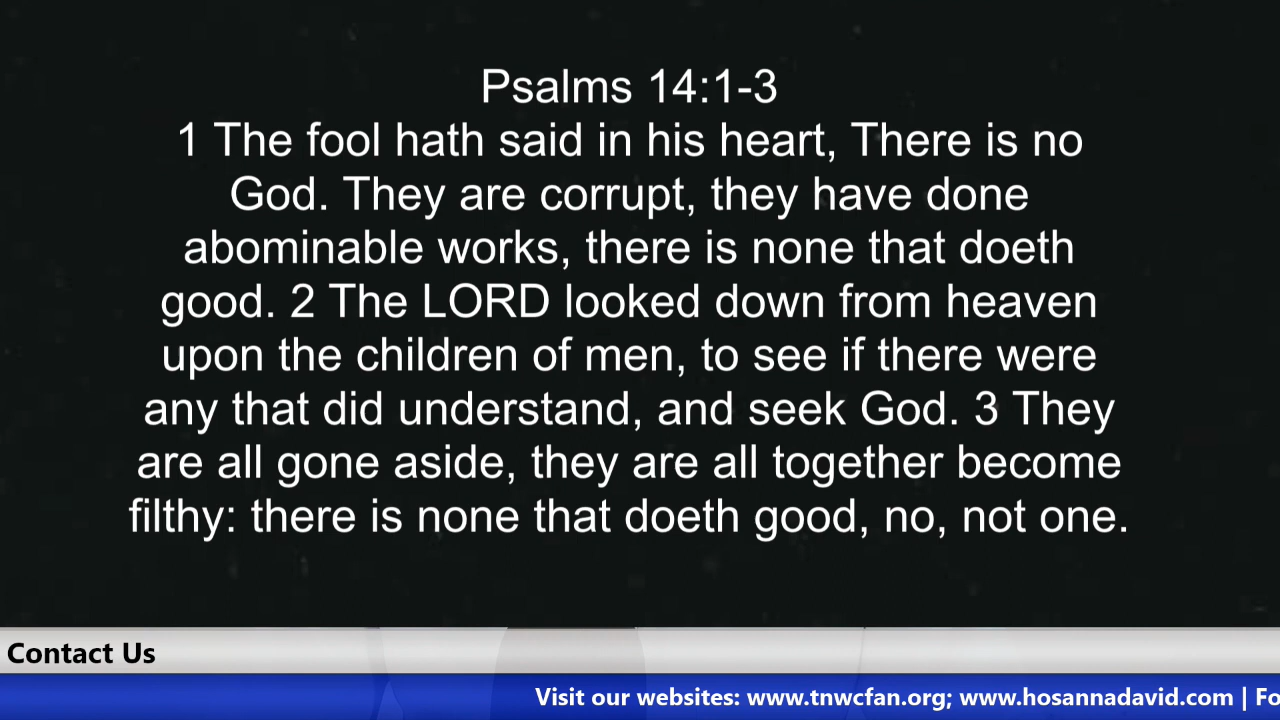 Psalms 14:1-3
1 The fool hath said in his heart, There is no
God. They are corrupt, they have done
abominable works, there is none that doeth
good. 2 The LORD looked down from heaven
upon the children of men, to see if there were
any that did understand, and seek God. 3 They
are all gone aside, they are all together become
filthy: there is none that doeth good, no, not one.
Contact Us
Visit our websites: www.tnwcfan.org; www.hosannadavid.com | Fo